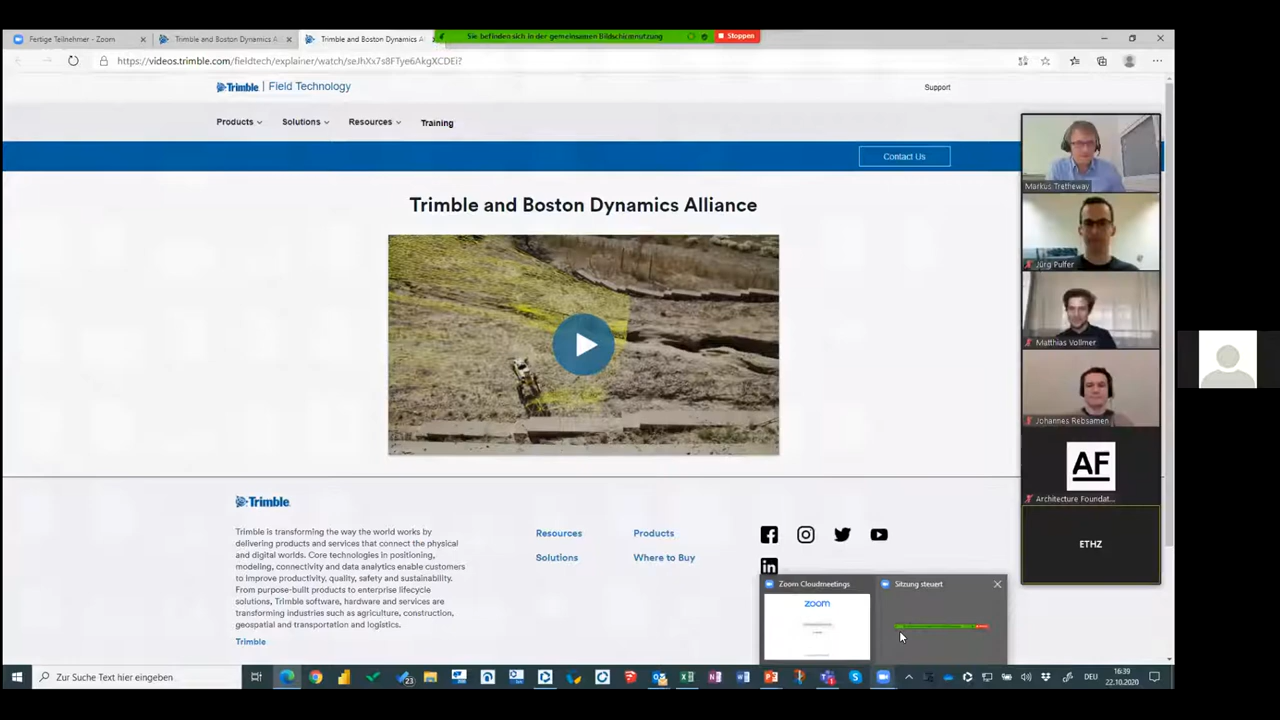 Fertige Teilnehmer - Zoom
Trimble and Boston Dynamics A
Trimble and Boston Dynamics Al
Sie befinden sich in der gemeinsamen Bildschirmnutzung
Stoppen
https://videos.trimble.com/fieldtech/explainer/watch/seJhXx7s8FTye6AkgXCDEi?
Trimble | Field Technology
Support
Products
Solutions
Resources
Training
Contact Us
Trimble and Boston Dynamics Alliance
Markus Tretheway
Jürg Pulfer
Matthias Vollmer
Johannes Rebsamen
AF
Architecture Foundat...
ETHZ
Trimble
Trimble is transforming the way the world works by
delivering products and services that connect the physical
and digital worlds. Core technologies in positioning,
modeling, connectivity and data analytics enable customers
to improve productivity, quality, safety and sustainability.
From purpose-built products to enterprise lifecycle
solutions, Trimble software, hardware and services are
transforming industries such as agriculture, construction,
geospatial and transportation and logistics.
Trimble
Resources
Products
Solutions
Where to Buy
Zoom Cloudmeetings
Sitzung steuert
zoom
Zur Suche Text hier eingeben
23
DEU
16:39
22.10.2020